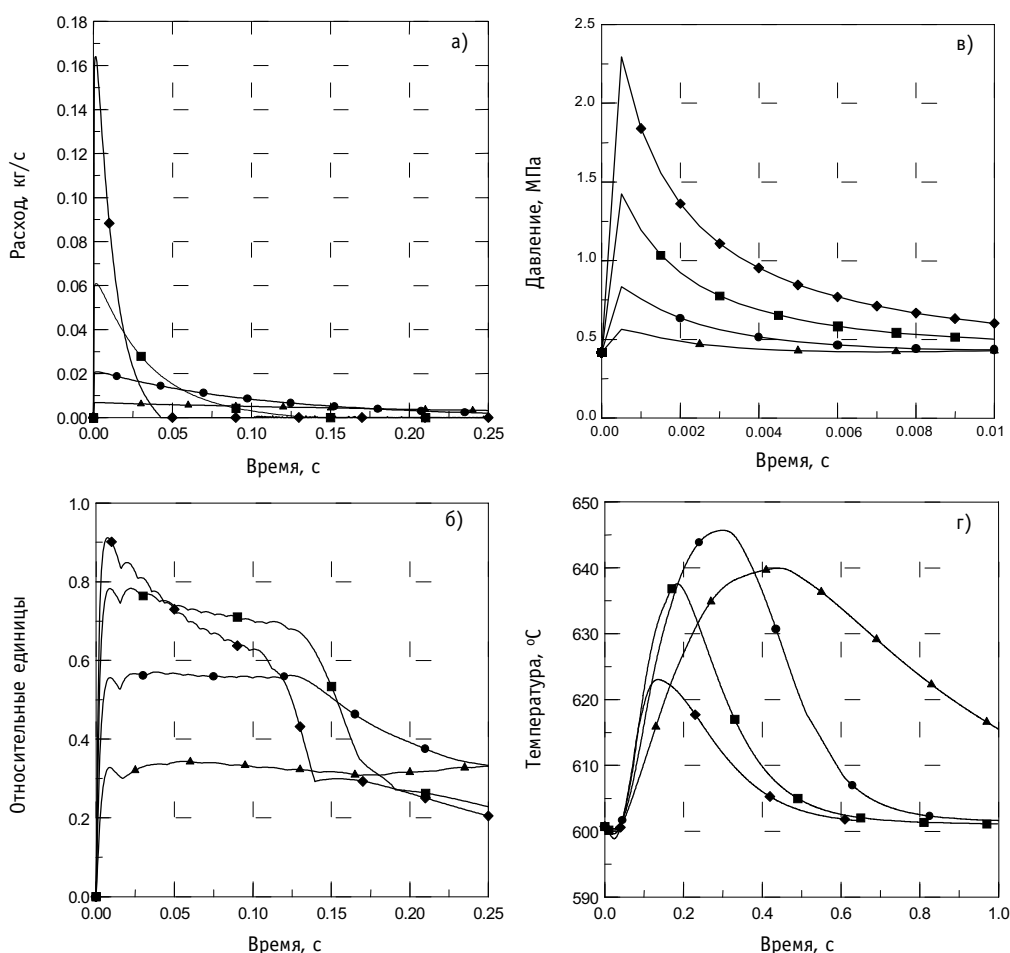 а)
0.18
0.16
0.14
0.12
0.10
0.08
0.06
0.04
0.02
0.00
Расход, кг/с
0.00 0.05 0.10 0.15 0.20 0.25
Время, с
в)
2.5
2.0
1.5
1.0
0.5
0.0
Давление, МПа
0.00 0.002 0.004 0.006 0.008 0.01
Время, с
б)
1.0
0.8
0.6
0.4
0.2
0.0
Относительные единицы
0.00 0.05 0.10 0.15 0.20 0.25
Время, с
г)
650
640
630
620
610
600
590
Температура, ºС
0.0 0.2 0.4 0.6 0.8 1.0
Время, с